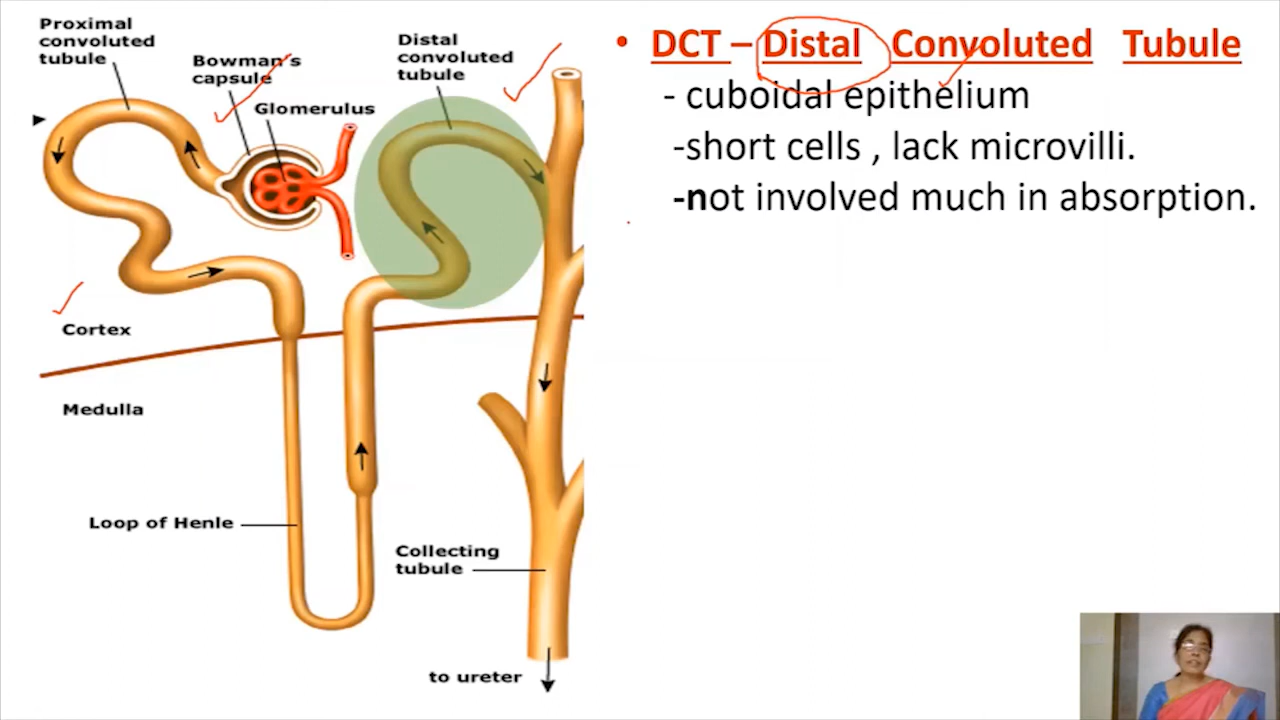 Proximal
convoluted
tubule
Bowman's
capsule
Glomerulus
Distal
convoluted
tubule
Cortex
Medulla
Loop of Henle
Collecting
tubule
to ureter
• DCT – Distal Convoluted Tubule
- cuboidal epithelium
-short cells , lack microvilli.
-not involved much in absorption.